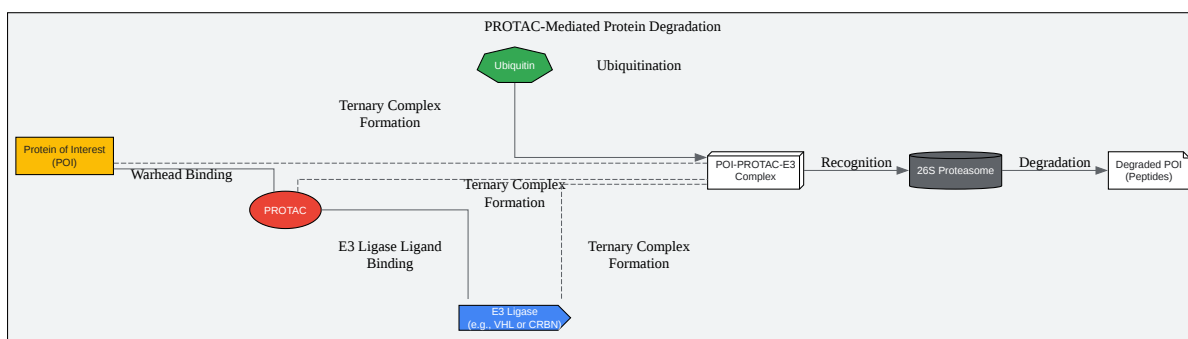 PROTAC-Mediated Protein Degradation
Ubiquitin
Ubiquitination
Ternary Complex
Formation
Protein of Interest
(POI)
Warhead Binding
PROTAC
Ternary Complex
Formation
POI-PROTAC-E3
Complex
Recognition
26S Proteasome
Degradation
Degraded POI
(Peptides)
E3 Ligase Ligand
Binding
Ternary Complex
Formation
E3 Ligase
(e.g., VHL or CRBN)